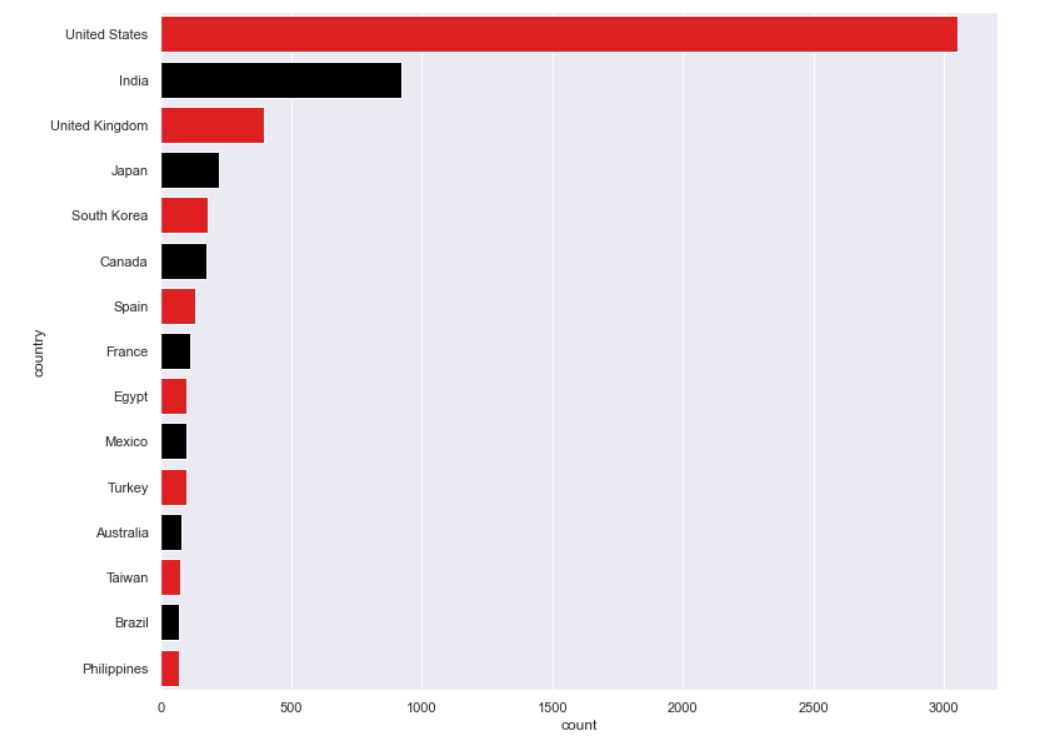 United States
India
United Kingdom
Japan
South Korea
Canada
Spain
France
Egypt
Mexico
Turkey
Australia
Taiwan
Brazil
Philippines
country
0 500 1000 1500 2000 2500 3000
count